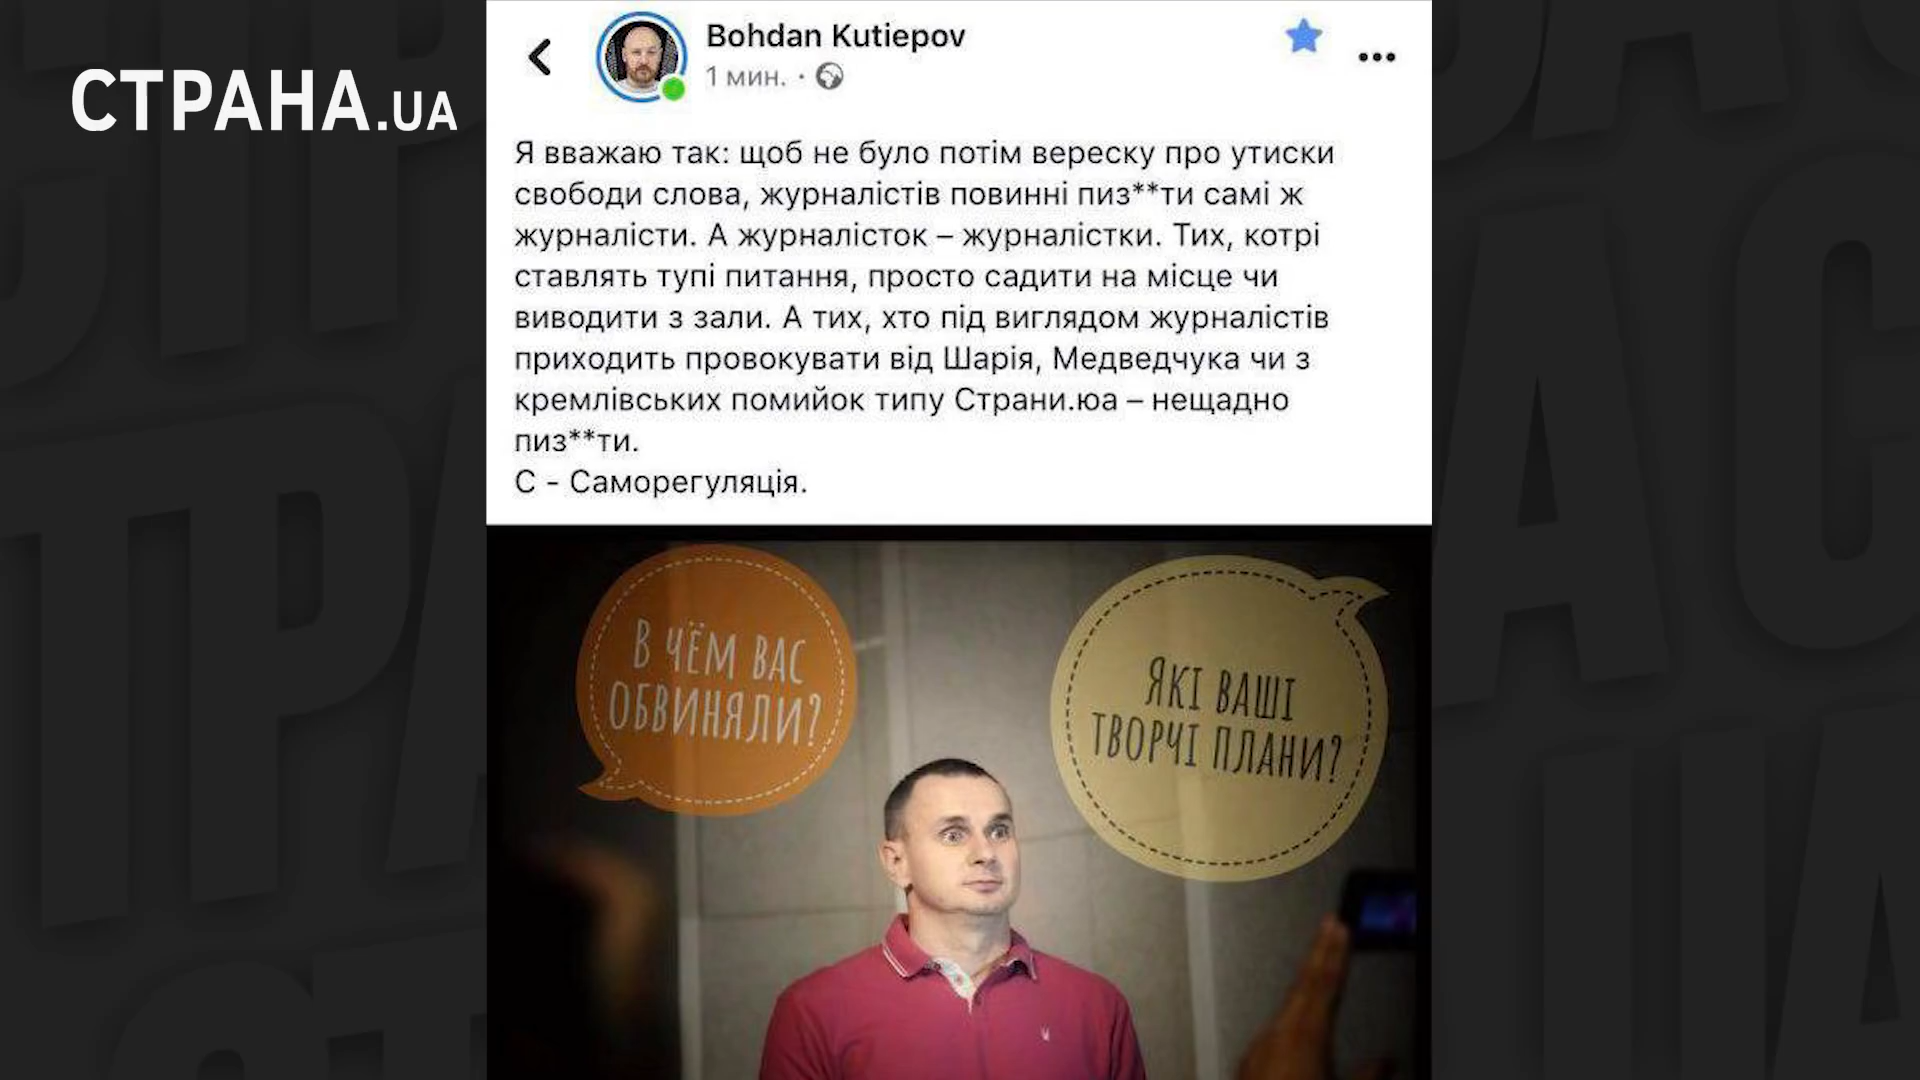 СТРАНА.UA
Bohdan Kutiepov
1 мин. ·
Я вважаю так: щоб не було потім вереску про утиски
свободи слова, журналістів повинні пиз**ти самі ж
журналісти. А журналісток – журналістки. Тих, котрі
ставлять тупі питання, просто садити на місце чи
виводити з зали. А тих, хто під виглядом журналістів
приходить провокувати від Шарія, Медведчука чи з
кремлівських помийок типу Страни.юа – нещадно
пиз**ти.
С - Саморегуляція.
В ЧЁМ ВАС
ОБВИНЯЛИ?
ЯКІ ВАШІ
ТВОРЧІ ПЛАНИ?